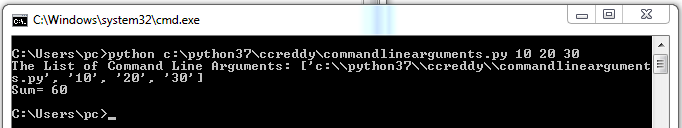 C:\Windows\system32\cmd.exe
C:\Users\pc>python c:\python37\ccreddy\commandlinearguments.py 10 20 30
The List of Command Line Arguments: ['c:\\python37\\ccreddy\\commandlineargument
s.py', '10', '20', '30']
Sum= 60
C:\Users\pc>_